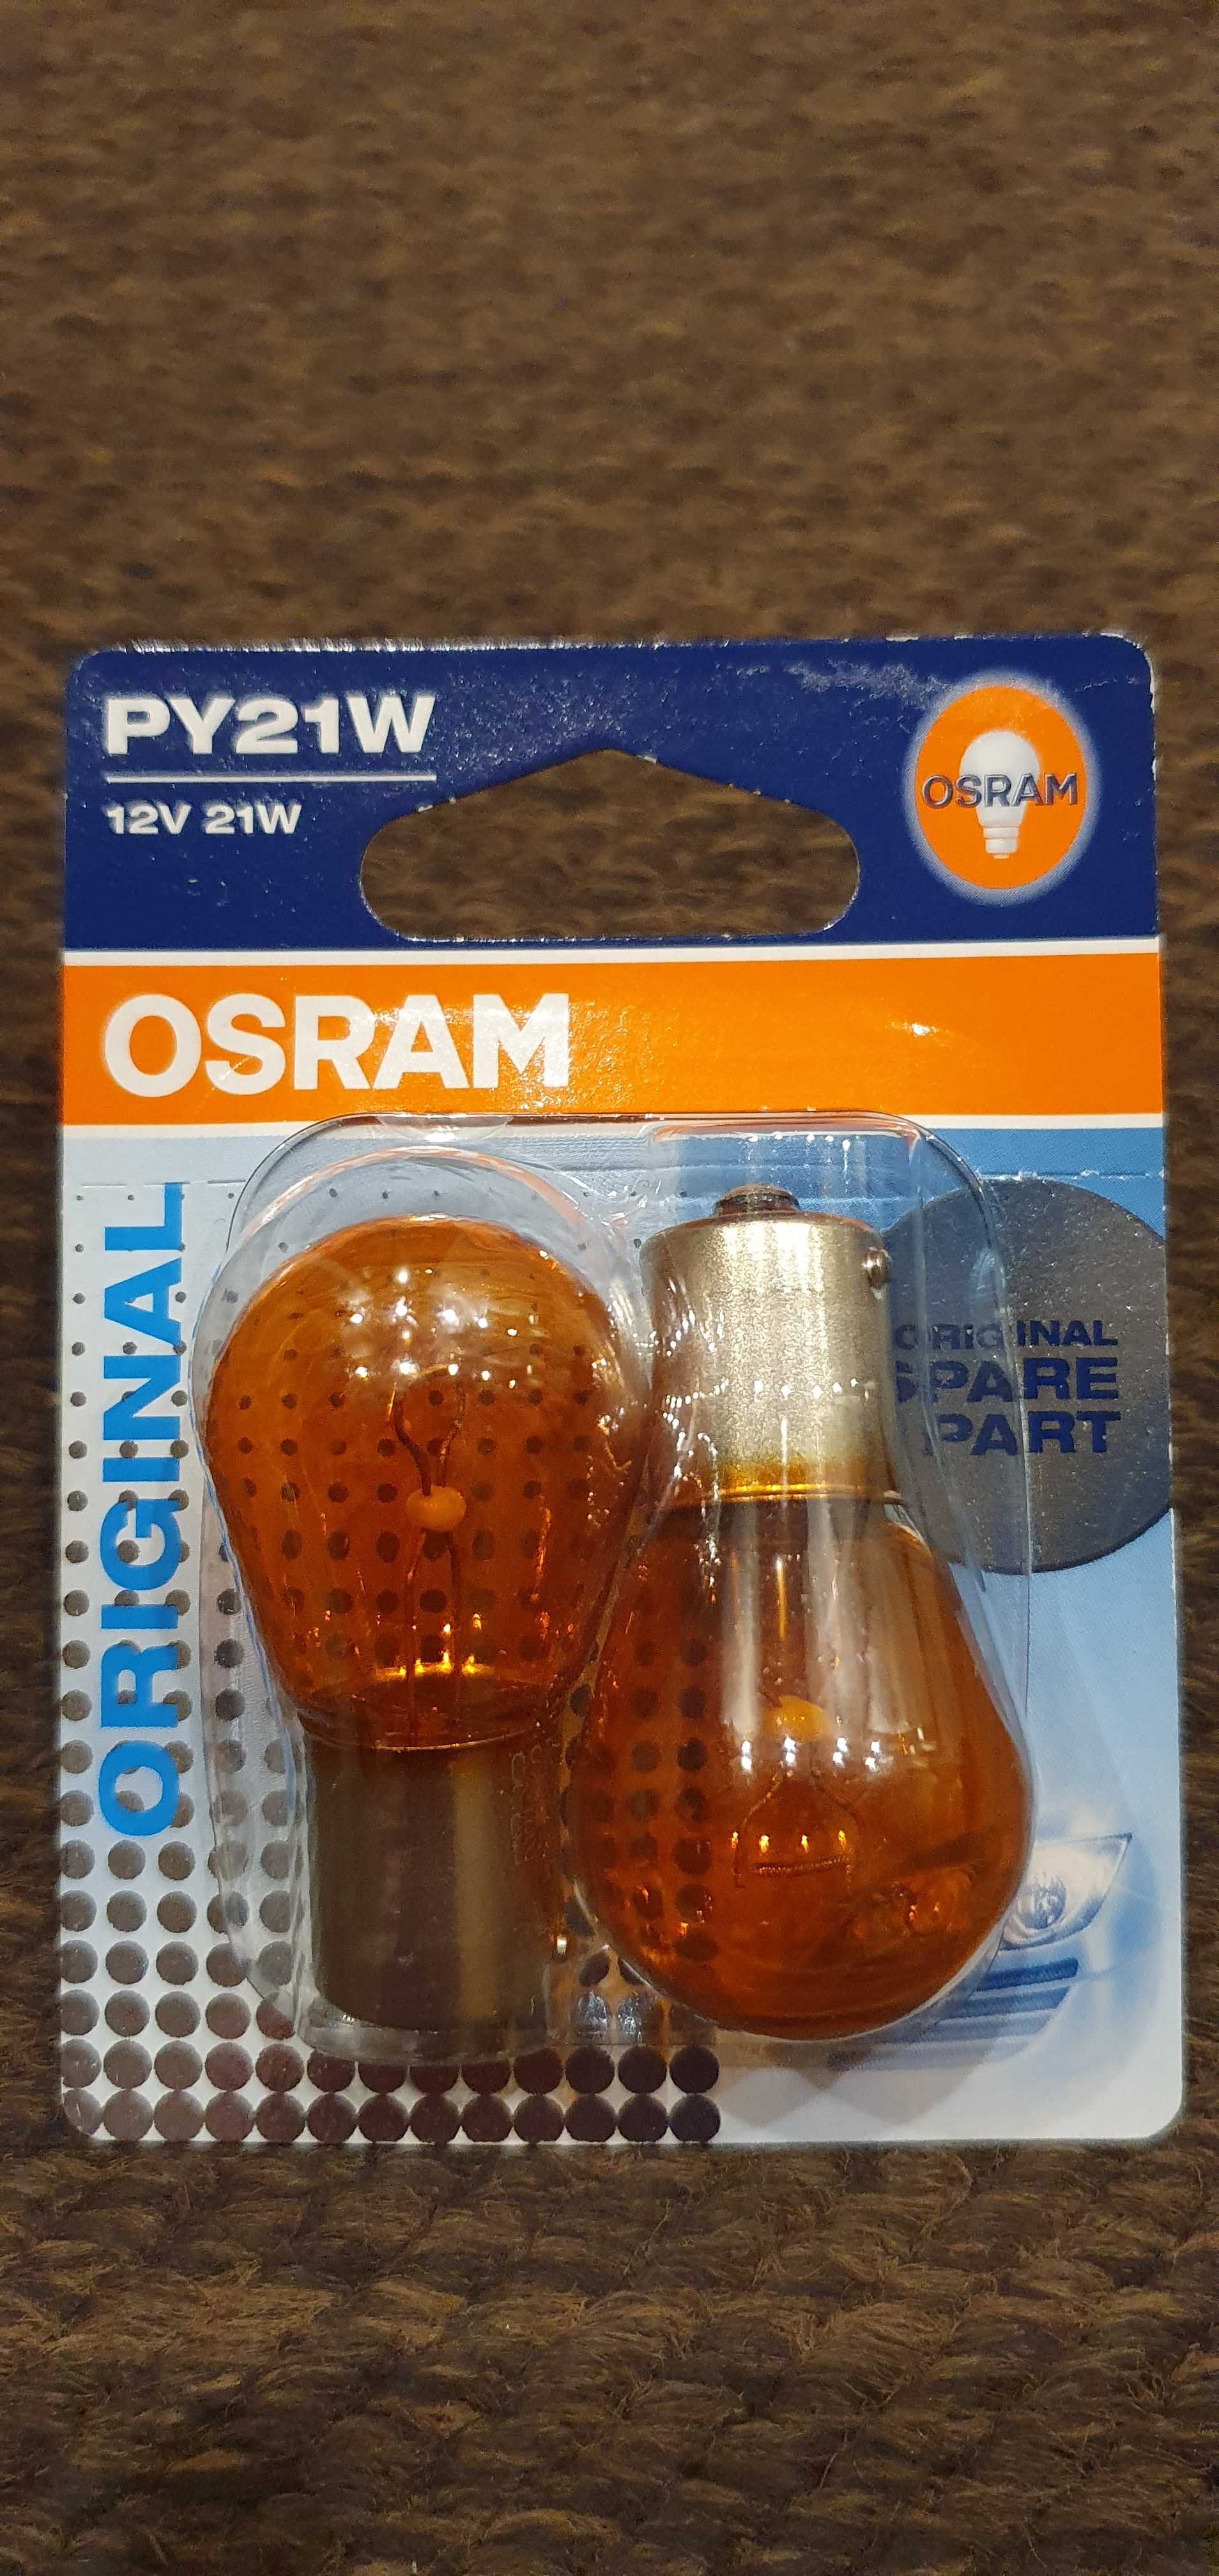 PY21W
12V 21W
OSRAM
OSRAM
ORIGINAL
ORIGINAL
SPARE
PART